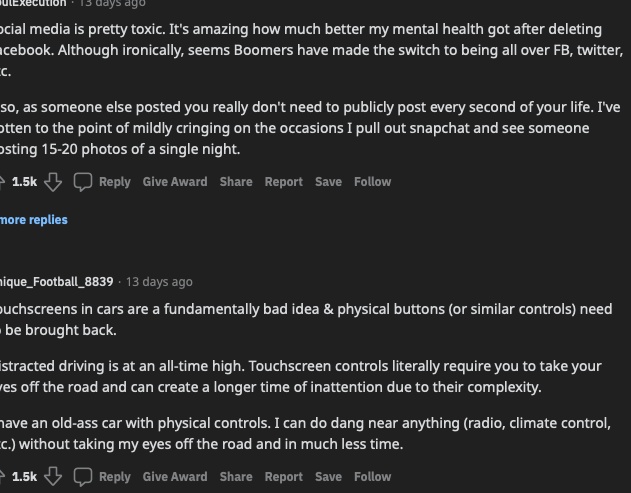 oulExecution · 13 days ago
ocial media is pretty toxic. It's amazing how much better my mental health got after deleting
acebook. Although ironically, seems Boomers have made the switch to being all over FB, twitter,
tc.
so, as someone else posted you really don't need to publicly post every second of your life. I've
otten to the point of mildly cringing on the occasions I pull out snapchat and see someone
osting 15-20 photos of a single night.
1.5k Reply Give Award Share Report Save Follow
more replies
nique_Football_8839 · 13 days ago
ouchscreens in cars are a fundamentally bad idea & physical buttons (or similar controls) need
o be brought back.
istracted driving is at an all-time high. Touchscreen controls literally require you to take your
yes off the road and can create a longer time of inattention due to their complexity.
have an old-ass car with physical controls. I can do dang near anything (radio, climate control,
tc.) without taking my eyes off the road and in much less time.
1.5k Reply Give Award Share Report Save Follow